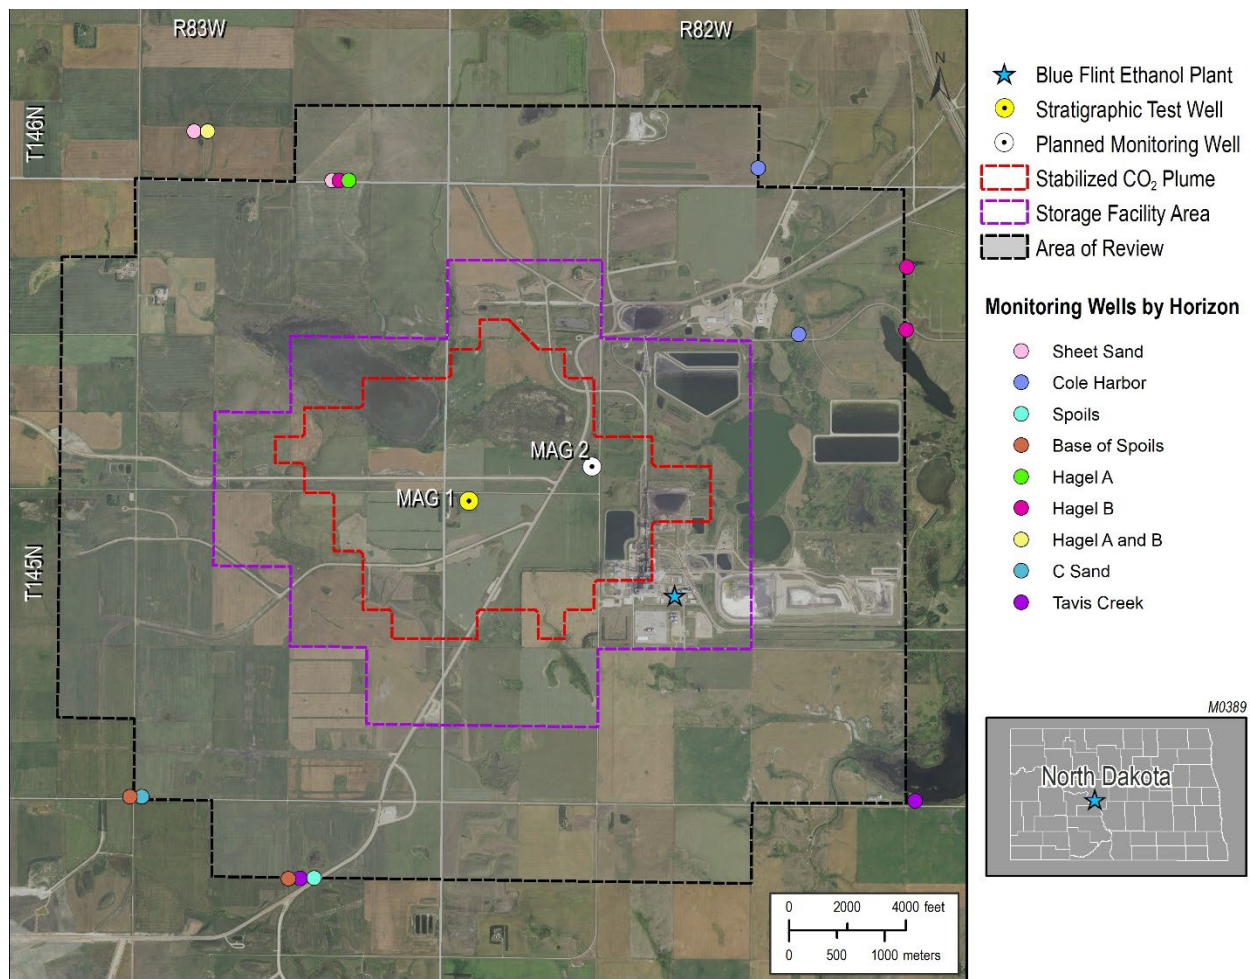 R83W
R82W
N
T146N
T145N
MAG 2
MAG 1
0 2000 4000 feet
0 500 1000 meters
Blue Flint Ethanol Plant
Stratigraphic Test Well
Planned Monitoring Well
Stabilized CO₂ Plume
Storage Facility Area
Area of Review
Monitoring Wells by Horizon
Sheet Sand
Cole Harbor
Spoils
Base of Spoils
Hagel A
Hagel B
Hagel A and B
C Sand
Tavis Creek
M0389
North Dakota